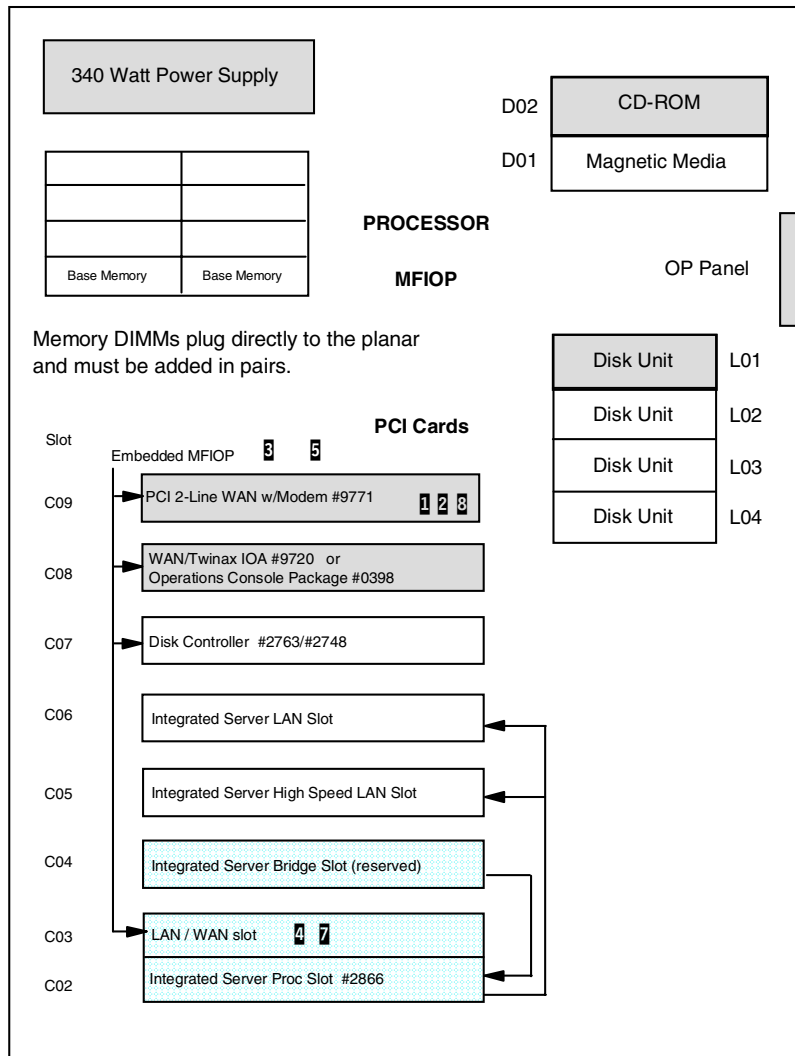 340 Watt Power Supply
D02 CD-ROM
D01 Magnetic Media
PROCESSOR
Base Memory Base Memory
MFIOP
OP Panel
Memory DIMMs plug directly to the planar
and must be added in pairs.
Disk Unit L01
Disk Unit L02
Disk Unit L03
Disk Unit L04
PCI Cards
Slot
Embedded MFIOP 3 5
C09 PCI 2-Line WAN w/Modem #9771 1 2 8
C08 WAN/Twinax IOA #9720 or
Operations Console Package #0398
C07 Disk Controller #2763/#2748
C06 Integrated Server LAN Slot
C05 Integrated Server High Speed LAN Slot
C04 Integrated Server Bridge Slot (reserved)
C03 LAN / WAN slot 4 7
C02 Integrated Server Proc Slot #2866